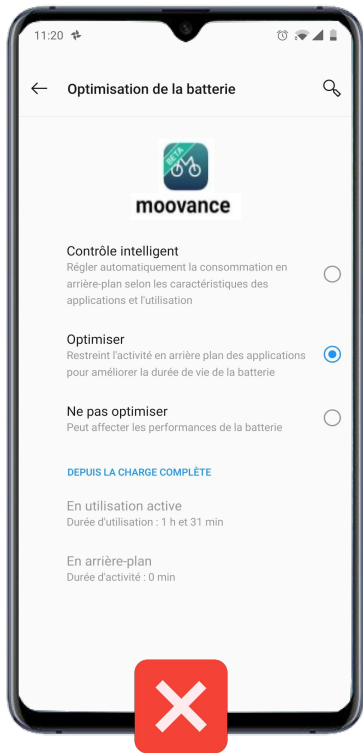 11:20
Optimisation de la batterie
BETA
moovance
Contrôle intelligent
Régler automatiquement la consommation en
arrière-plan selon les caractéristiques des
applications et l'utilisation
Optimiser
Restreint l'activité en arrière plan des applications
pour améliorer la durée de vie de la batterie
Ne pas optimiser
Peut affecter les performances de la batterie
DEPUIS LA CHARGE COMPLÈTE
En utilisation active
Durée d'utilisation : 1 h et 31 min
En arrière-plan
Durée d'activité : 0 min